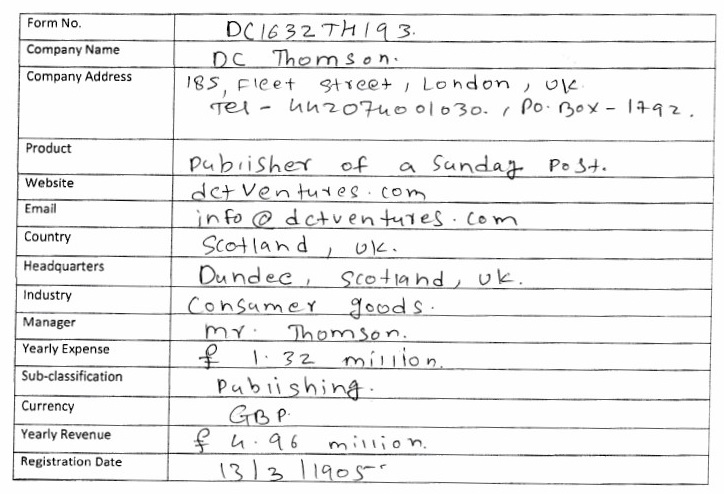 Form No. DC1632TH193.
Company Name DC Thomson.
Company Address 185, Fleet street, London, UK.
Tel - 442074001030., PO.Box - 1792.
Product Publisher of a Sunday Post.
Website dctVentures.com
Email info@dctventures.com
Country Scotland, UK.
Headquarters Dundee, Scotland, UK.
Industry Consumer goods.
Manager mr. Thomson.
Yearly Expense £ 1.32 million.
Sub-classification Publishing.
Currency GBP.
Yearly Revenue £ 4.96 million.
Registration Date 13/3/1905